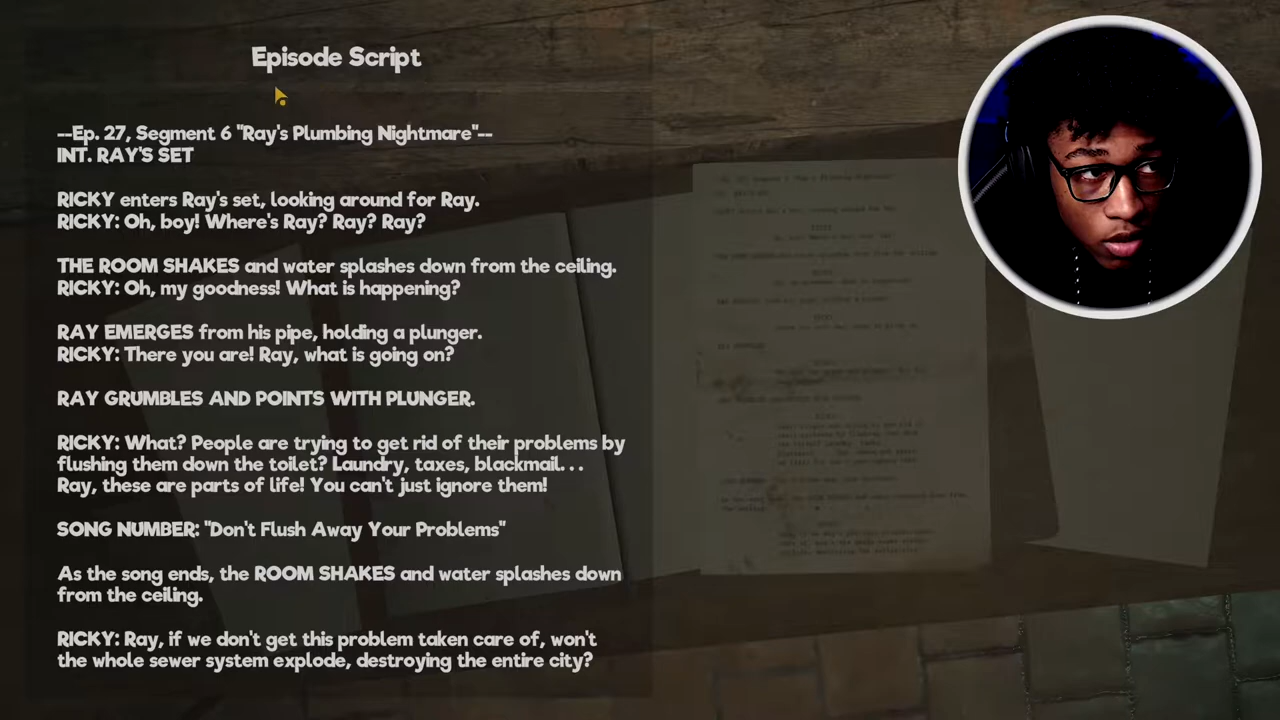 Episode Script
--Ep. 27, Segment 6 "Ray's Plumbing Nightmare"--
INT. RAY'S SET
RICKY enters Ray's set, looking around for Ray.
RICKY: Oh, boy! Where's Ray? Ray? Ray?
THE ROOM SHAKES and water splashes down from the ceiling.
RICKY: Oh, my goodness! What is happening?
RAY EMERGES from his pipe, holding a plunger.
RICKY: There you are! Ray, what is going on?
RAY GRUMBLES AND POINTS WITH PLUNGER.
RICKY: What? People are trying to get rid of their problems by
flushing them down the toilet? Laundry, taxes, blackmail. . .
Ray, these are parts of life! You can't just ignore them!
SONG NUMBER: "Don't Flush Away Your Problems"
As the song ends, the ROOM SHAKES and water splashes down
from the ceiling.
RICKY: Ray, if we don't get this problem taken care of, won't
the whole sewer system explode, destroying the entire city?